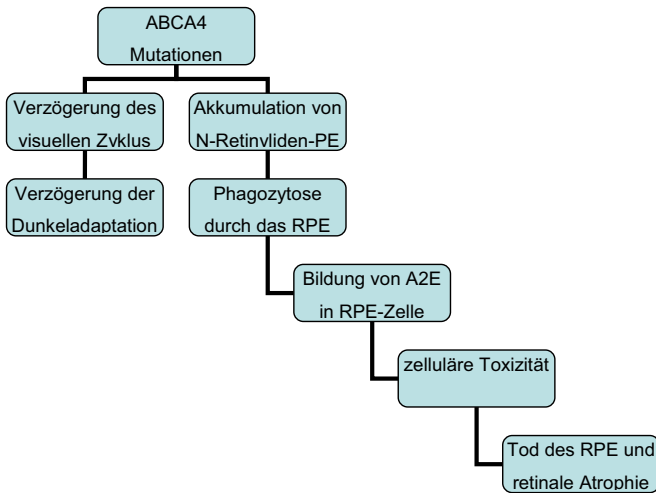 ABCA4
Mutationen
Verzögerung des
visuellen Zyklus
Akkumulation von
N-Retinyliden-PE
Verzögerung der
Dunkeladaptation
Phagozytose
durch das RPE
Bildung von A2E
in RPE-Zelle
zelluläre Toxizität
Tod des RPE und
retinale Atrophie